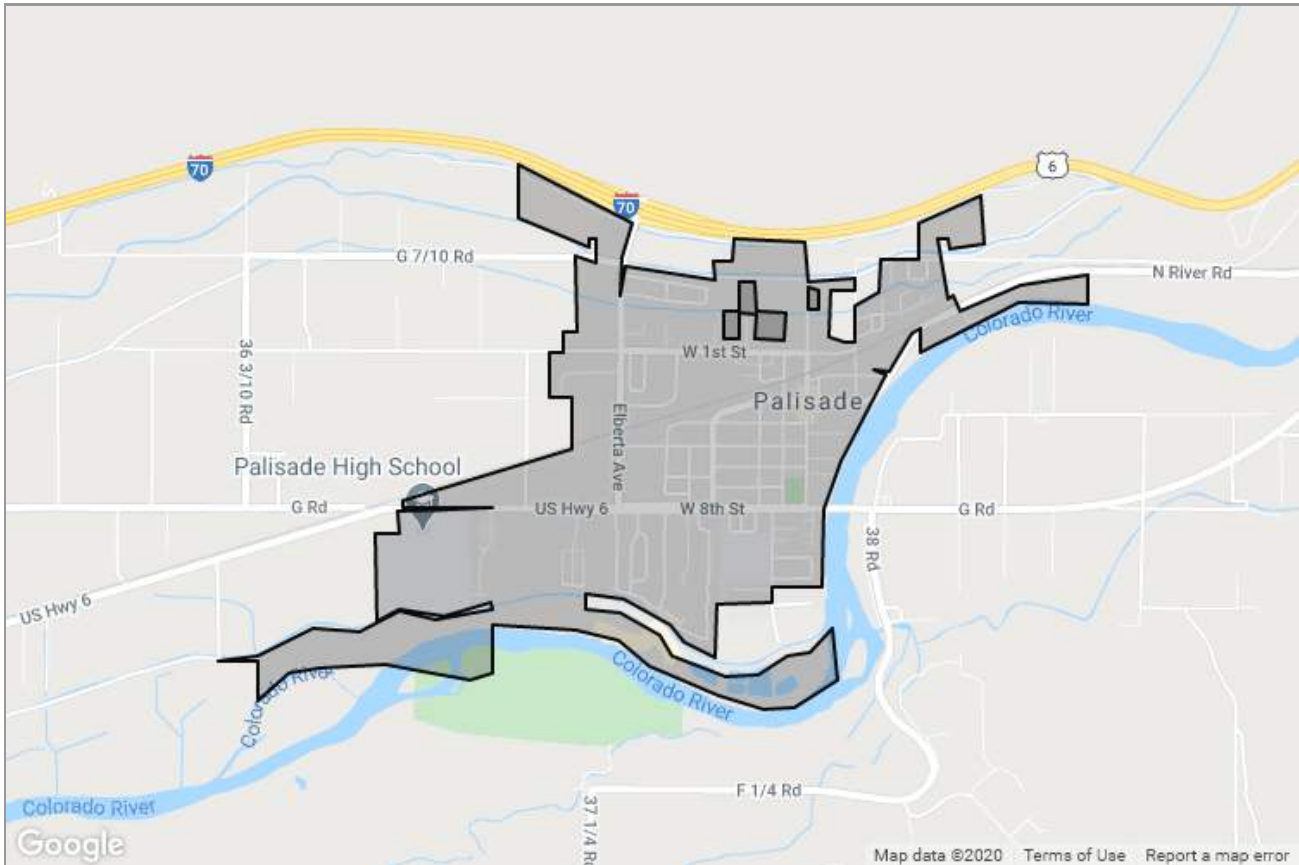 70
6
70
G 7/10 Rd
N River Rd
Colorado River
W 1st St
36 3/10 Rd
Palisade
Elberta Ave
Palisade High School
G Rd
US Hwy 6
W 8th St
G Rd
38 Rd
US Hwy 6
Colorado River
Colorado River
Colorado River
F 1/4 Rd
37 1/4 Rd
Google
Map data ©2020 Terms of Use Report a map error